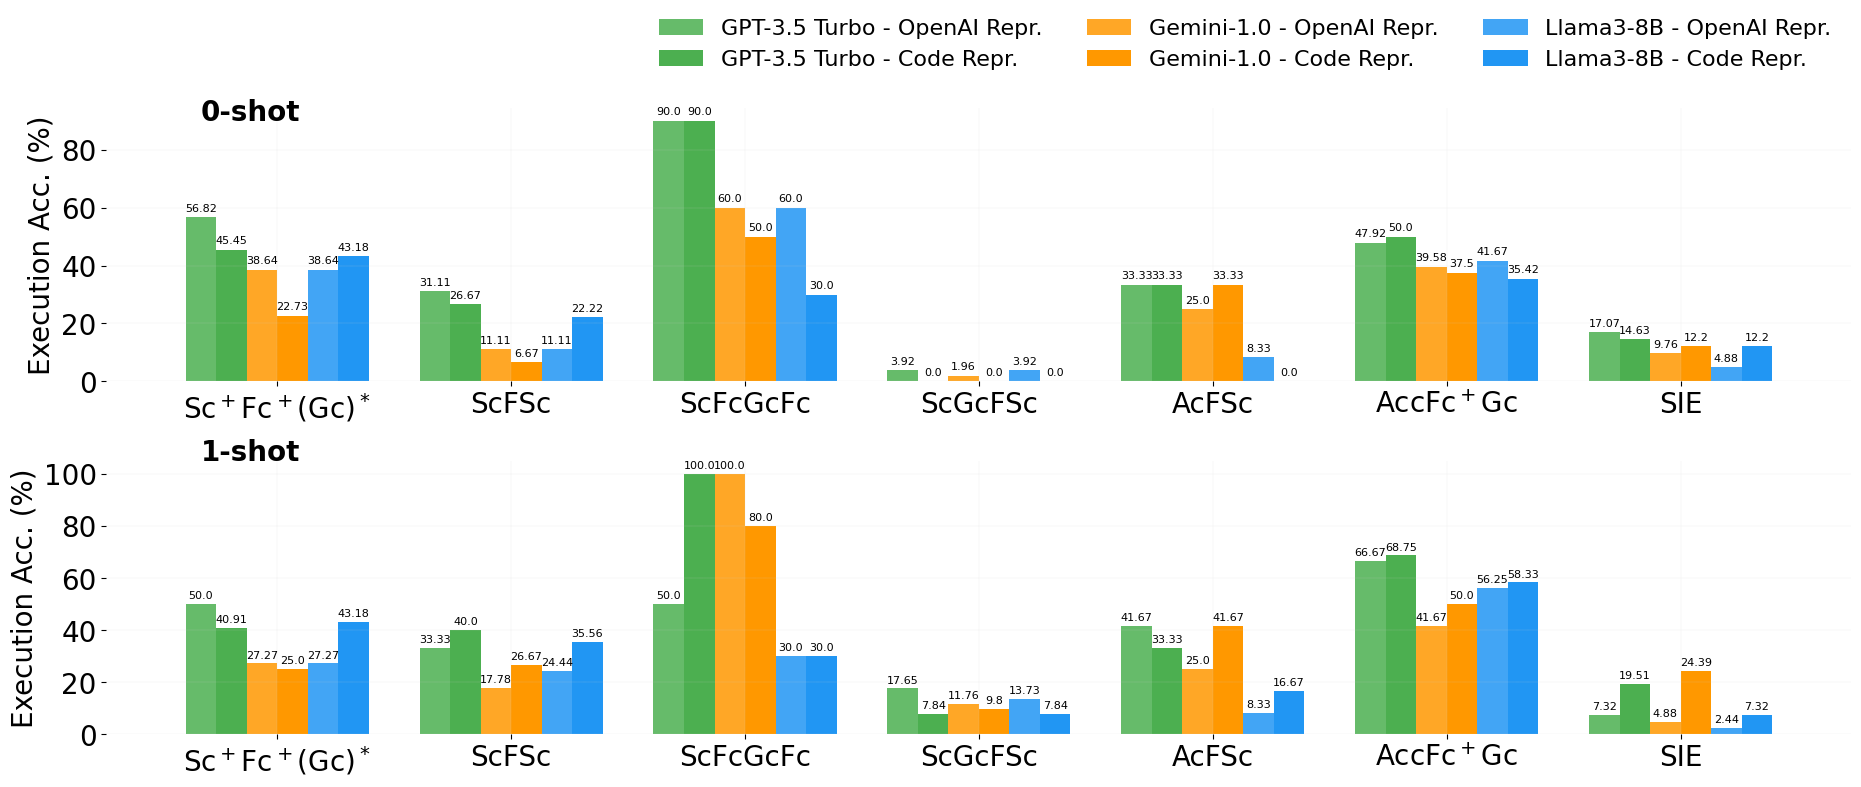 GPT-3.5 Turbo - OpenAI Repr. Gemini-1.0 - OpenAI Repr. Llama3-8B - OpenAI Repr.
GPT-3.5 Turbo - Code Repr. Gemini-1.0 - Code Repr. Llama3-8B - Code Repr.
0-shot
Execution Acc. (%)
80
60
40
20
0
56.82 45.45 38.64 22.73 38.64 43.18
31.11 26.67 11.11 6.67 11.11 22.22
90.0 90.0 60.0 50.0 60.0 30.0
3.92 0.0 1.96 0.0 3.92 0.0
33.33 33.33 25.0 33.33 8.33 0.0
47.92 50.0 39.58 37.5 41.67 35.42
17.07 14.63 9.76 12.2 4.88 12.2
Sc⁺Fc⁺(Gc)* ScFSc ScFcGcFc ScGcFSc AcFSc AccFc⁺Gc SIE
1-shot
Execution Acc. (%)
100
80
60
40
20
0
50.0 40.91 27.27 25.0 27.27 43.18
33.33 40.0 17.78 26.67 24.44 35.56
50.0 100.0 100.0 80.0 30.0 30.0
17.65 7.84 11.76 9.8 13.73 7.84
41.67 33.33 25.0 41.67 8.33 16.67
66.67 68.75 41.67 50.0 56.25 58.33
7.32 19.51 4.88 24.39 2.44 7.32
Sc⁺Fc⁺(Gc)* ScFSc ScFcGcFc ScGcFSc AcFSc AccFc⁺Gc SIE